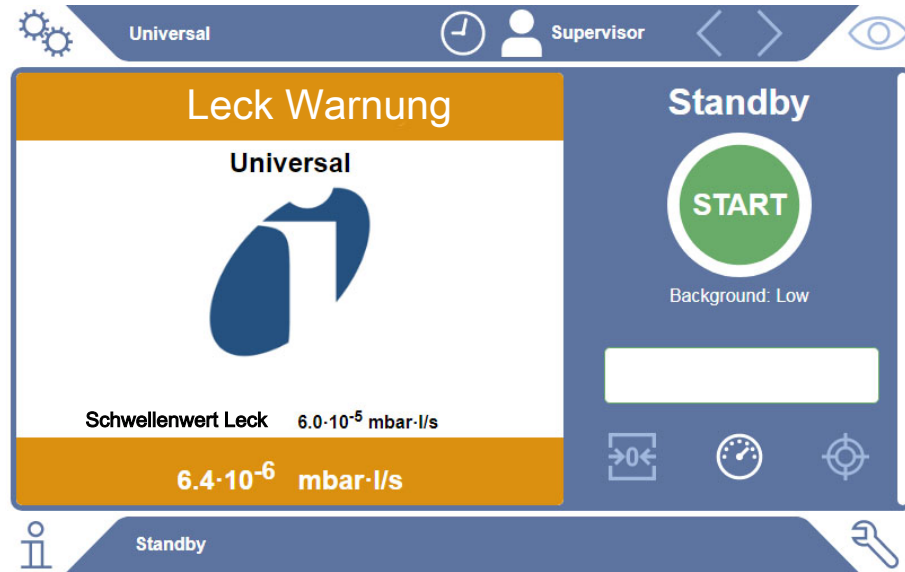 Universal
Supervisor
Leck Warnung
Universal
Schwellenwert Leck 6.0·10⁻⁵ mbar·l/s
6.4·10⁻⁶ mbar·l/s
Standby
START
Background: Low
→0←
Standby